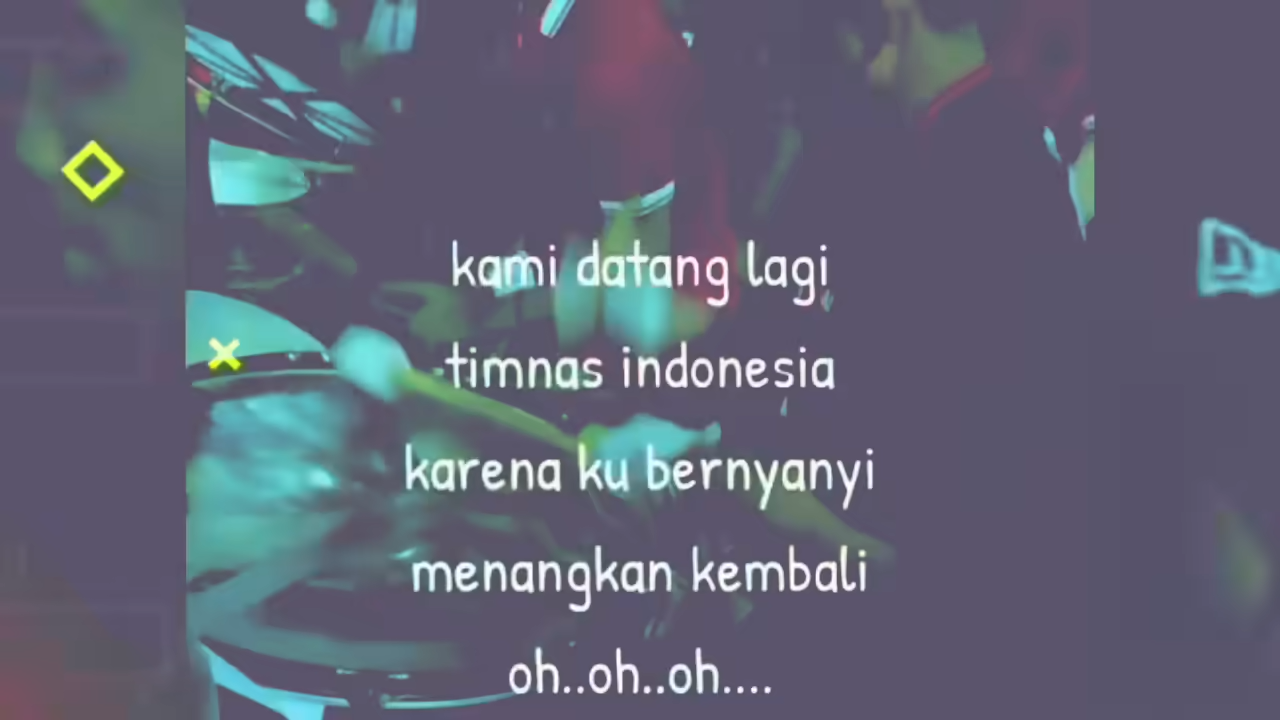 kami datang lagi
timnas indonesia
karena ku bernyanyi
menangkan kembali
oh..oh..oh....